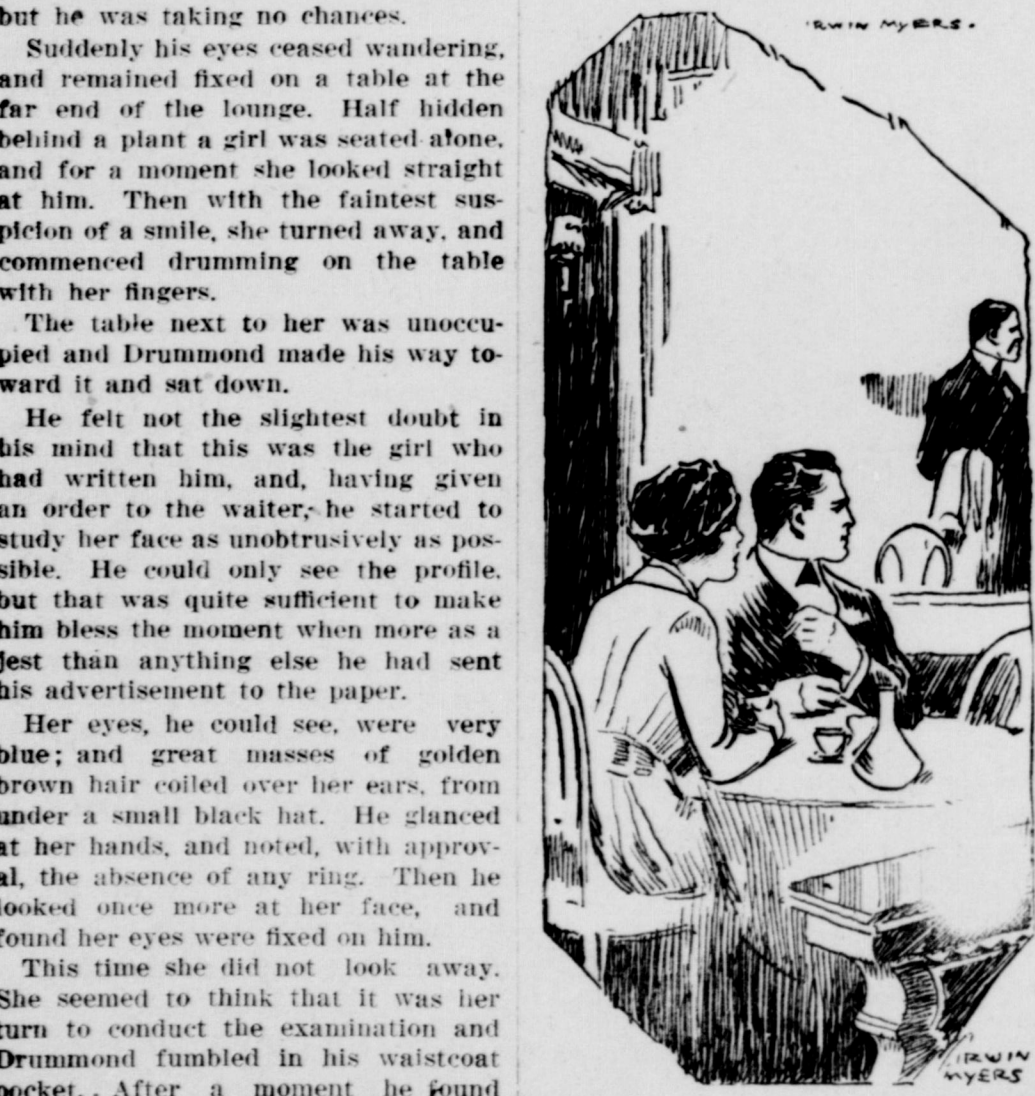 but he was taking no chances.
Suddenly his eyes ceased wandering,
and remained fixed on a table at the
far end of the lounge. Half hidden
behind a plant a girl was seated alone,
and for a moment she looked straight
at him. Then with the faintest sus-
picion of a smile, she turned away, and
commenced drumming on the table
with her fingers.
The table next to her was unoccu-
pied and Drummond made his way to-
ward it and sat down.
He felt not the slightest doubt in
his mind that this was the girl who
had written him, and, having given
an order to the waiter, he started to
study her face as unobtrusively as pos-
sible. He could only see the profile,
but that was quite sufficient to make
him bless the moment when more as a
jest than anything else he had sent
his advertisement to the paper.
Her eyes, he could see, were very
blue; and great masses of golden
brown hair coiled over her ears, from
under a small black hat. He glanced
at her hands, and noted, with approv-
al, the absence of any ring. Then he
looked once more at her face, and
found her eyes were fixed on him.
This time she did not look away.
She seemed to think that it was her
turn to conduct the examination and
Drummond fumbled in his waistcoat
pocket. After a moment he found
IRWIN MYERS.
IRWIN
MYERS